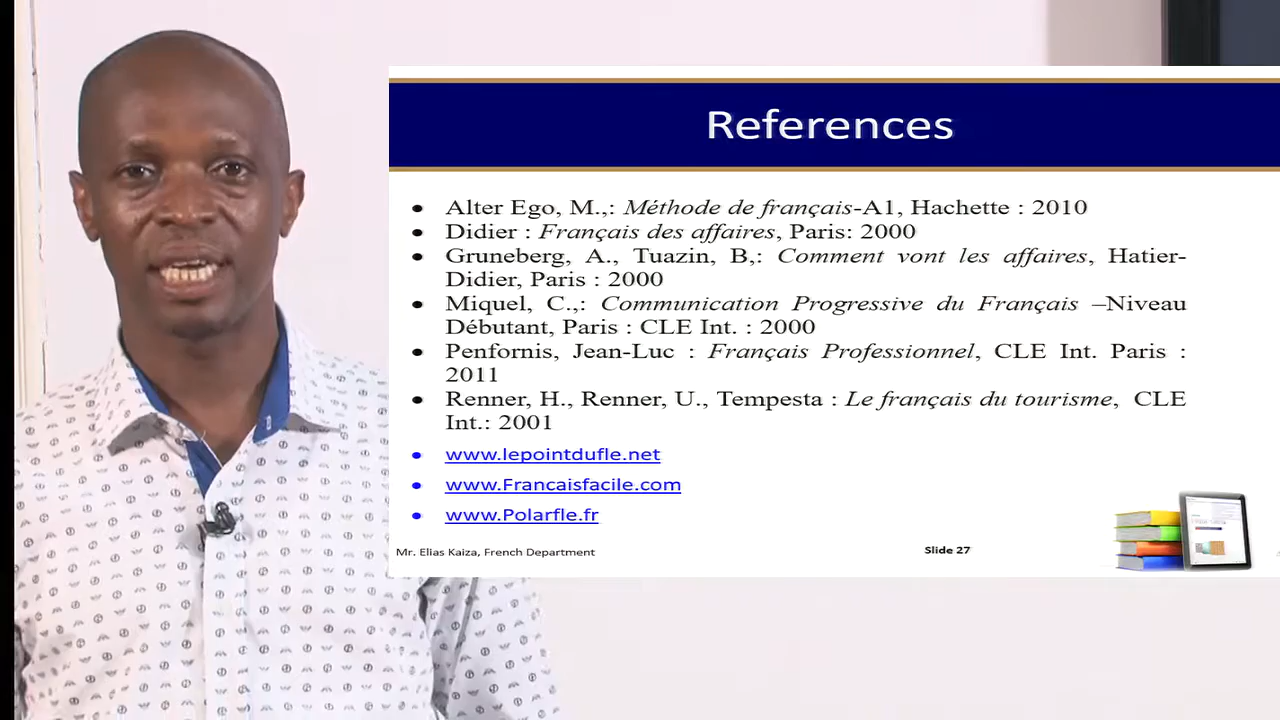 References
• Alter Ego, M.,: Méthode de français-A1, Hachette : 2010
• Didier : Français des affaires, Paris: 2000
• Gruneberg, A., Tuazin, B,: Comment vont les affaires, Hatier-
Didier, Paris : 2000
• Miquel, C.,: Communication Progressive du Français –Niveau
Débutant, Paris : CLE Int. : 2000
• Penfornis, Jean-Luc : Français Professionnel, CLE Int. Paris :
2011
• Renner, H., Renner, U., Tempesta : Le français du tourisme, CLE
Int.: 2001
• www.lepointdufle.net
• www.Francaisfacile.com
• www.Polarfle.fr
Mr. Elias Kaiza, French Department
Slide 27